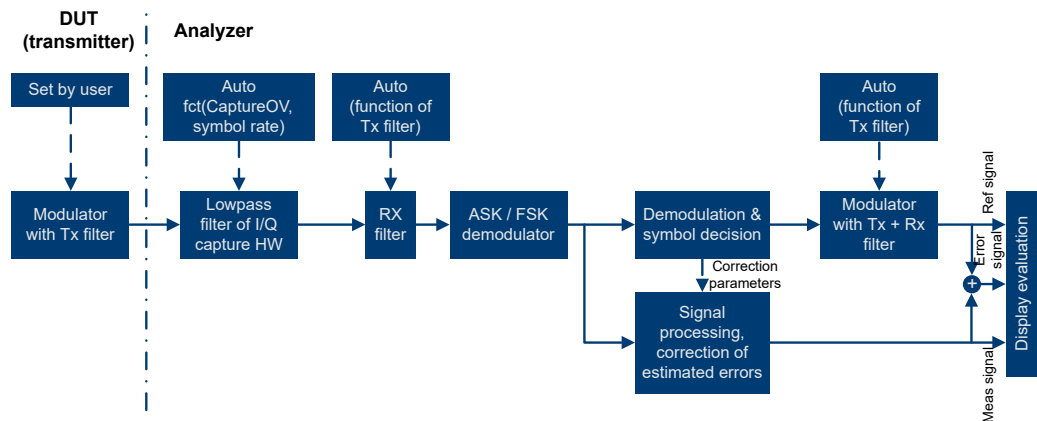 DUT
(transmitter)
Analyzer
Set by user
Auto
fct(CaptureOV,
symbol rate)
Auto
(function of
Tx filter)
Auto
(function of
Tx filter)
Modulator
with Tx filter
Lowpass
filter of I/Q
capture HW
RX
filter
ASK / FSK
demodulator
Demodulation &
symbol decision
Modulator
with Tx + Rx
filter
Ref signal
Error
signal
Correction
parameters
+
Signal
processing,
correction of
estimated errors
Meas signal
Display evaluation